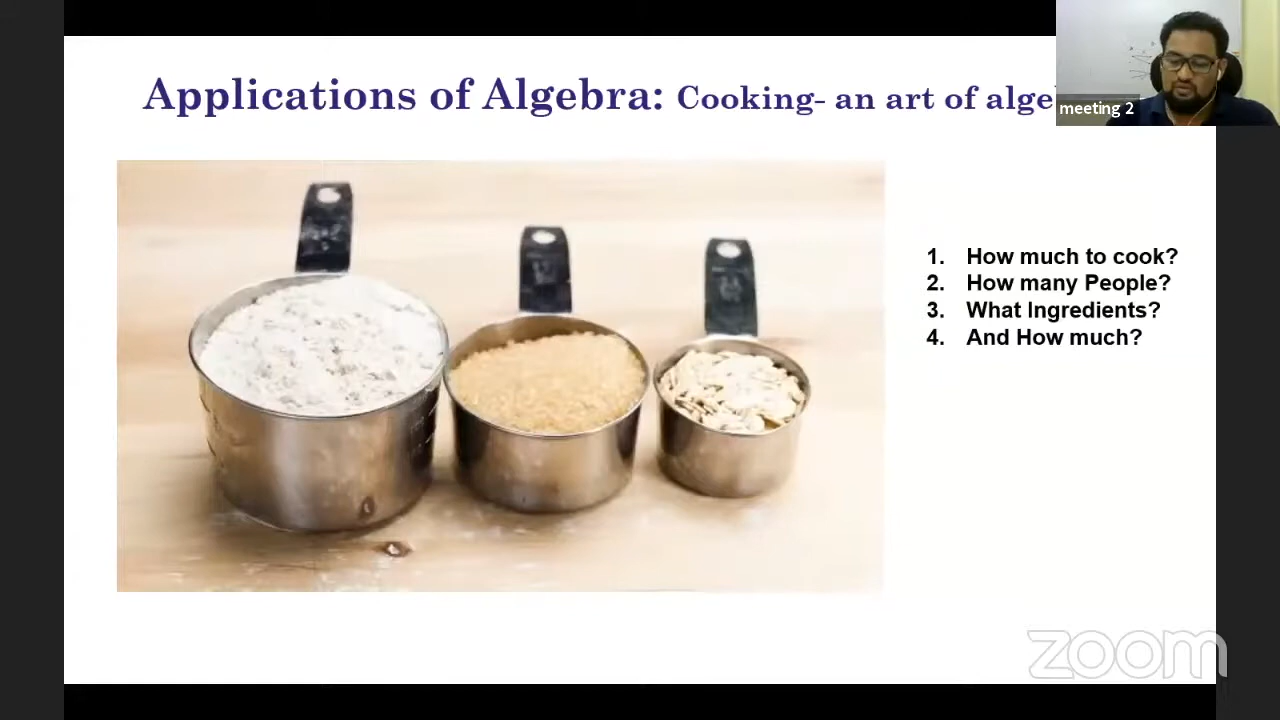 Applications of Algebra: Cooking- an art of alge
meeting 2
1. How much to cook?
2. How many People?
3. What Ingredients?
4. And How much?
zoom